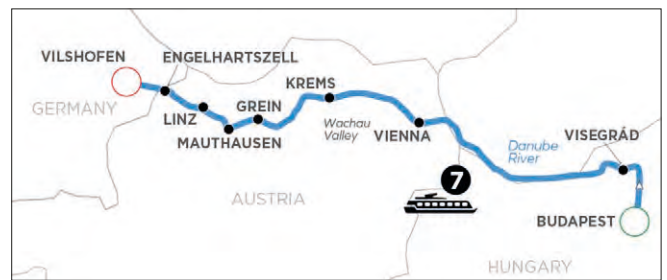 VILSHOFEN
ENGELHARTSZELL
GERMANY
LINZ
MAUTHAUSEN
GREIN
KREMS
Wachau
Valley
VIENNA
Danube
River
VISEGRÁD
7
AUSTRIA
BUDAPEST
HUNGARY